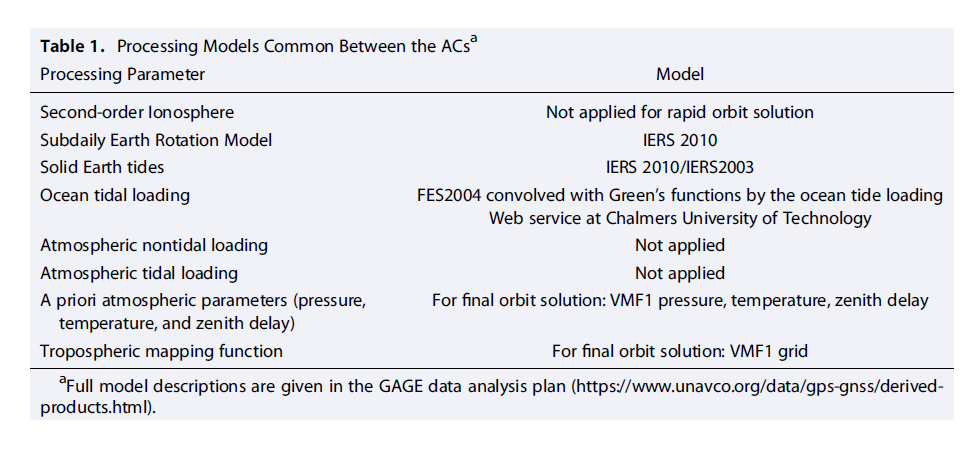 Table 1. Processing Models Common Between the ACsa
Processing Parameter Model
Second-order Ionosphere Not applied for rapid orbit solution
Subdaily Earth Rotation Model IERS 2010
Solid Earth tides IERS 2010/IERS2003
Ocean tidal loading FES2004 convolved with Green's functions by the ocean tide loading
Web service at Chalmers University of Technology
Atmospheric nontidal loading Not applied
Atmospheric tidal loading Not applied
A priori atmospheric parameters (pressure, For final orbit solution: VMF1 pressure, temperature, zenith delay
temperature, and zenith delay)
Tropospheric mapping function For final orbit solution: VMF1 grid
aFull model descriptions are given in the GAGE data analysis plan (https://www.unavco.org/data/gps-gnss/derived-
products.html).